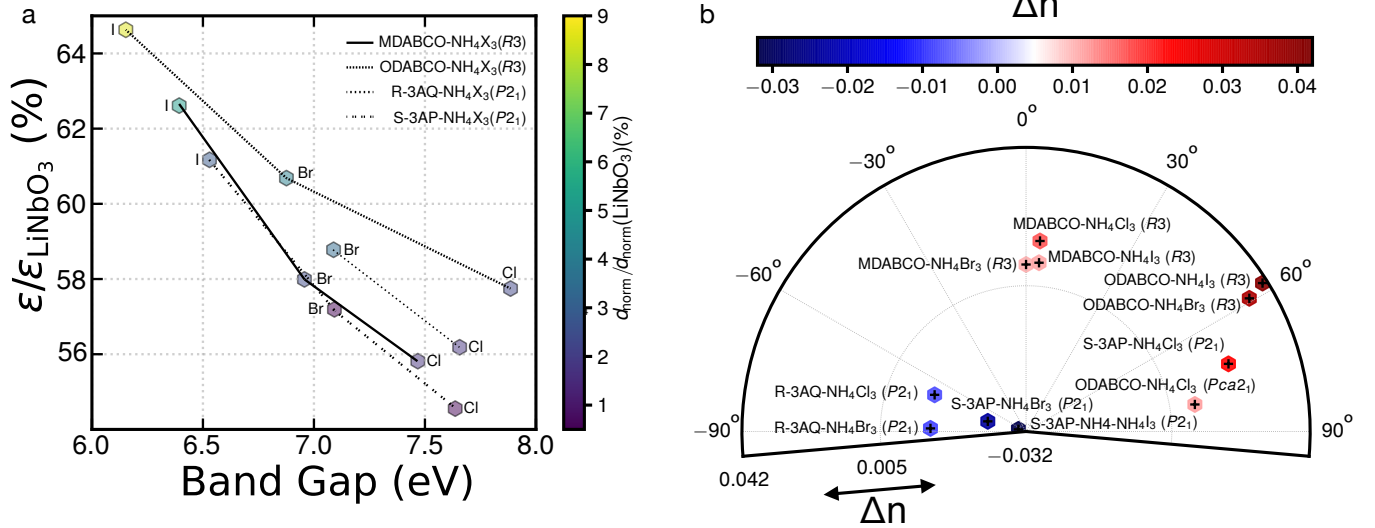 a
64
62
60
58
56
ε/ε_LiNbO₃ (%)
I
I
I
Br
Br
Br
Br
Cl
Cl
Cl
Cl
MDABCO-NH₄X₃(R3)
ODABCO-NH₄X₃(R3)
R-3AQ-NH₄X₃(P2₁)
S-3AP-NH₄X₃(P2₁)
6.0 6.5 7.0 7.5 8.0
Band Gap (eV)
9
8
7
6
5
4
3
2
1
d_norm/d_norm(LiNbO₃)(%)
b
Δn
−0.03 −0.02 −0.01 0.00 0.01 0.02 0.03 0.04
0°
−30° 30°
−60° 60°
−90° 90°
MDABCO-NH₄Cl₃ (R3)
MDABCO-NH₄Br₃ (R3)
MDABCO-NH₄I₃ (R3)
ODABCO-NH₄I₃ (R3)
ODABCO-NH₄Br₃ (R3)
S-3AP-NH₄Cl₃ (P2₁)
ODABCO-NH₄Cl₃ (Pca2₁)
R-3AQ-NH₄Cl₃ (P2₁)
S-3AP-NH₄Br₃ (P2₁)
R-3AQ-NH₄Br₃ (P2₁)
S-3AP-NH4-NH₄I₃ (P2₁)
0.042 0.005 −0.032
Δn